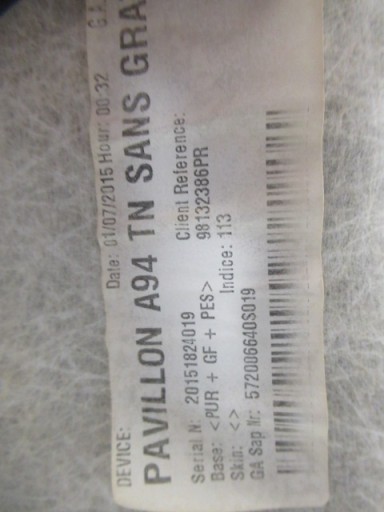 Date: 01/07/2015 Hour: 00:32
DEVICE:
PAVILLON A94 TN SANS GRA
Serial N. 20151824019
Client Reference:
Base: <PUR + GF + PES>
98132386PR
Skin: <>
Indice: 113
GA Sap Nr: 572006640S019